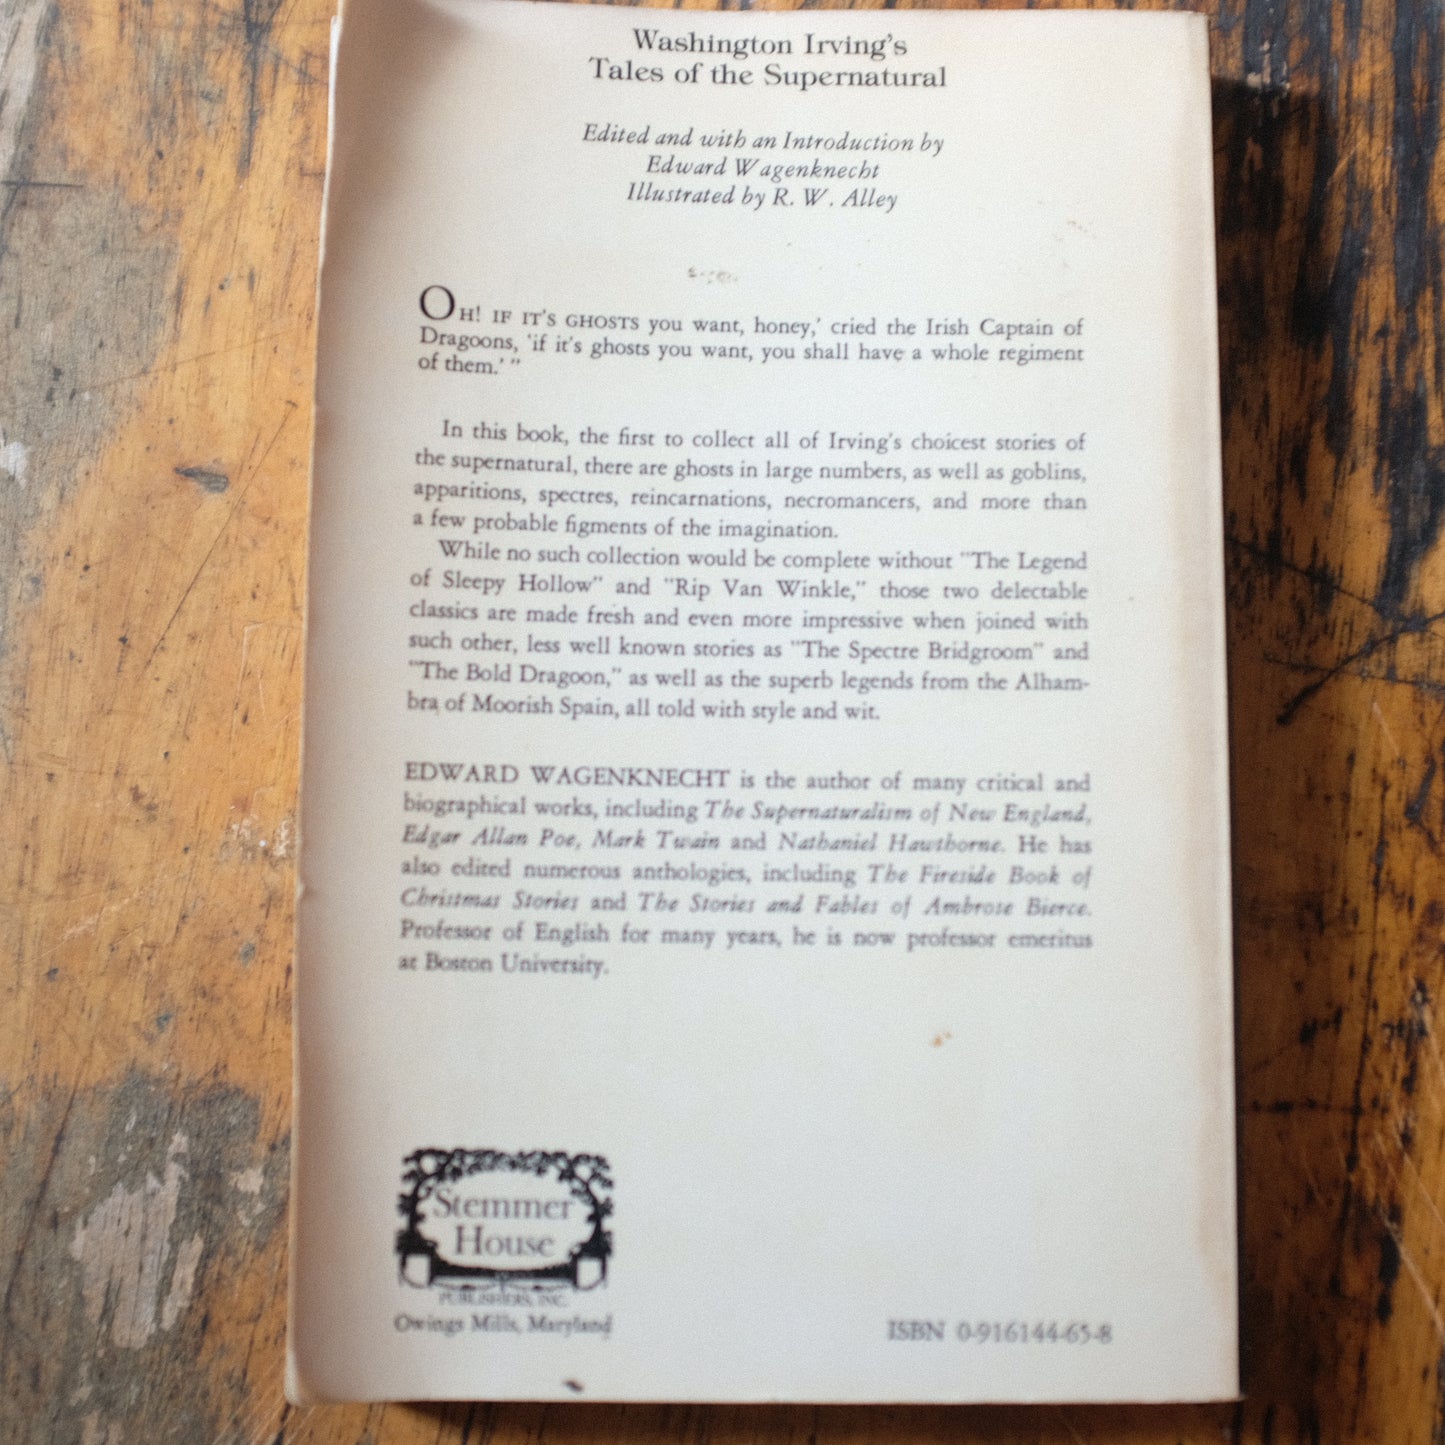 Washington Irving's
Tales of the Supernatural
Edited and with an Introduction by
Edward Wagenknecht
Illustrated by R. W. Alley
OH! IF IT'S GHOSTS you want, honey,' cried the Irish Captain of
Dragoons, 'if it's ghosts you want, you shall have a whole regiment
of them.' "
In this book, the first to collect all of Irving's choicest stories of
the supernatural, there are ghosts in large numbers, as well as goblins,
apparitions, spectres, reincarnations, necromancers, and more than
a few probable figments of the imagination.
While no such collection would be complete without "The Legend
of Sleepy Hollow" and "Rip Van Winkle," those two delectable
classics are made fresh and even more impressive when joined with
such other, less well known stories as "The Spectre Bridgroom" and
"The Bold Dragoon," as well as the superb legends from the Alham-
bra of Moorish Spain, all told with style and wit.
EDWARD WAGENKNECHT is the author of many critical and
biographical works, including The Supernaturalism of New England,
Edgar Allan Poe, Mark Twain and Nathaniel Hawthorne. He has
also edited numerous anthologies, including The Fireside Book of
Christmas Stories and The Stories and Fables of Ambrose Bierce.
Professor of English for many years, he is now professor emeritus
at Boston University.
Stemmer
House
PUBLISHERS, INC.
Owings Mills, Maryland
ISBN 0-916144-65-8